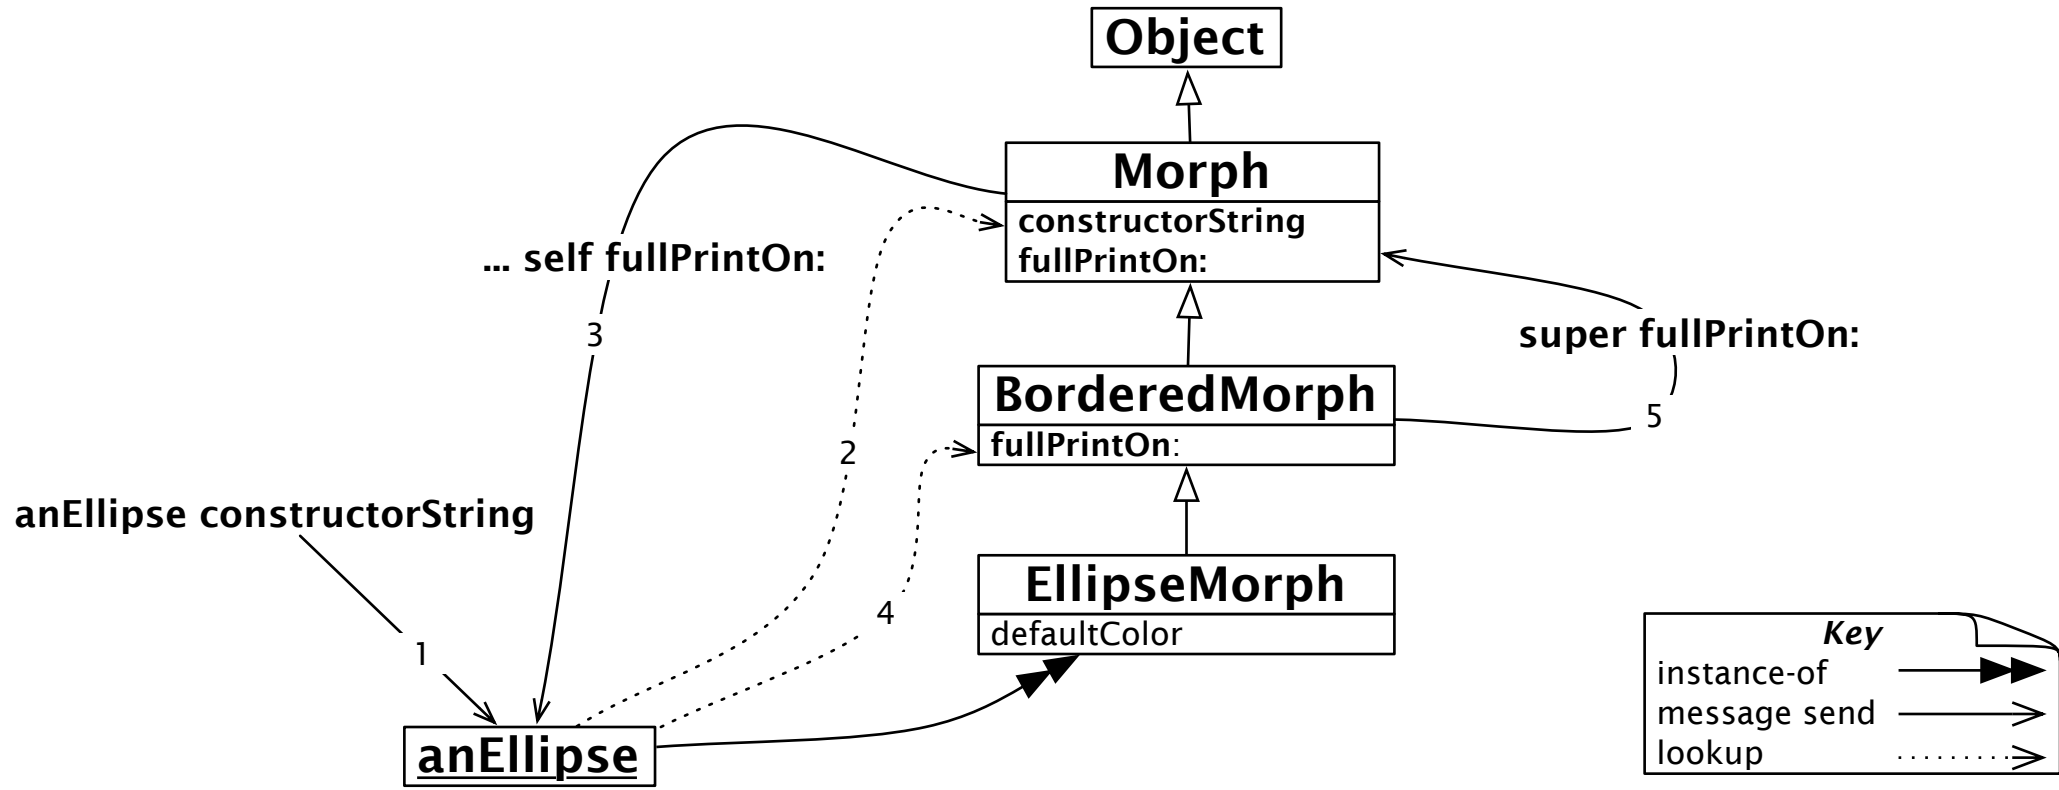 Object
Morph
constructorString
fullPrintOn:
... self fullPrintOn:
3
super fullPrintOn:
5
BorderedMorph
fullPrintOn:
2
anEllipse constructorString
EllipseMorph
defaultColor
4
1
anEllipse
Key
instance-of
message send
lookup